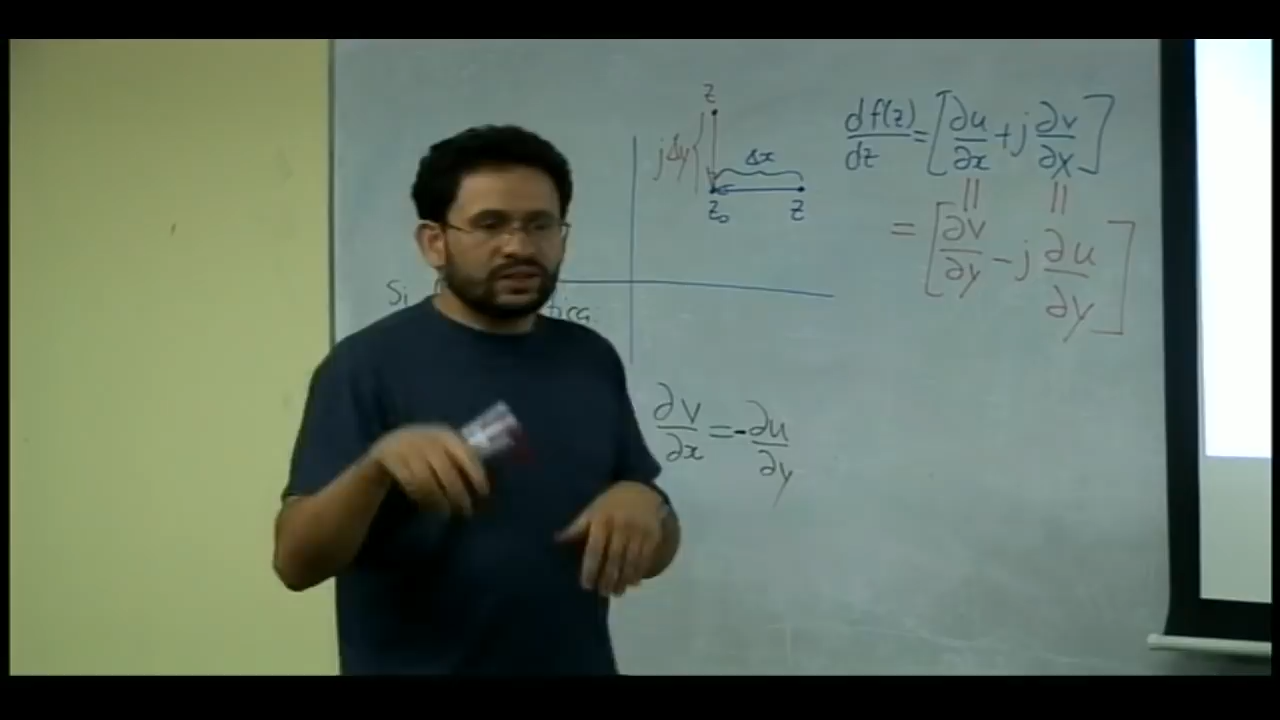 z
jΔy
Δx
z₀ z
df(z)/dz = [∂u/∂x + j ∂v/∂x]
|| ||
= [∂v/∂y - j ∂u/∂y]
Si
∂v/∂x = -∂u/∂y